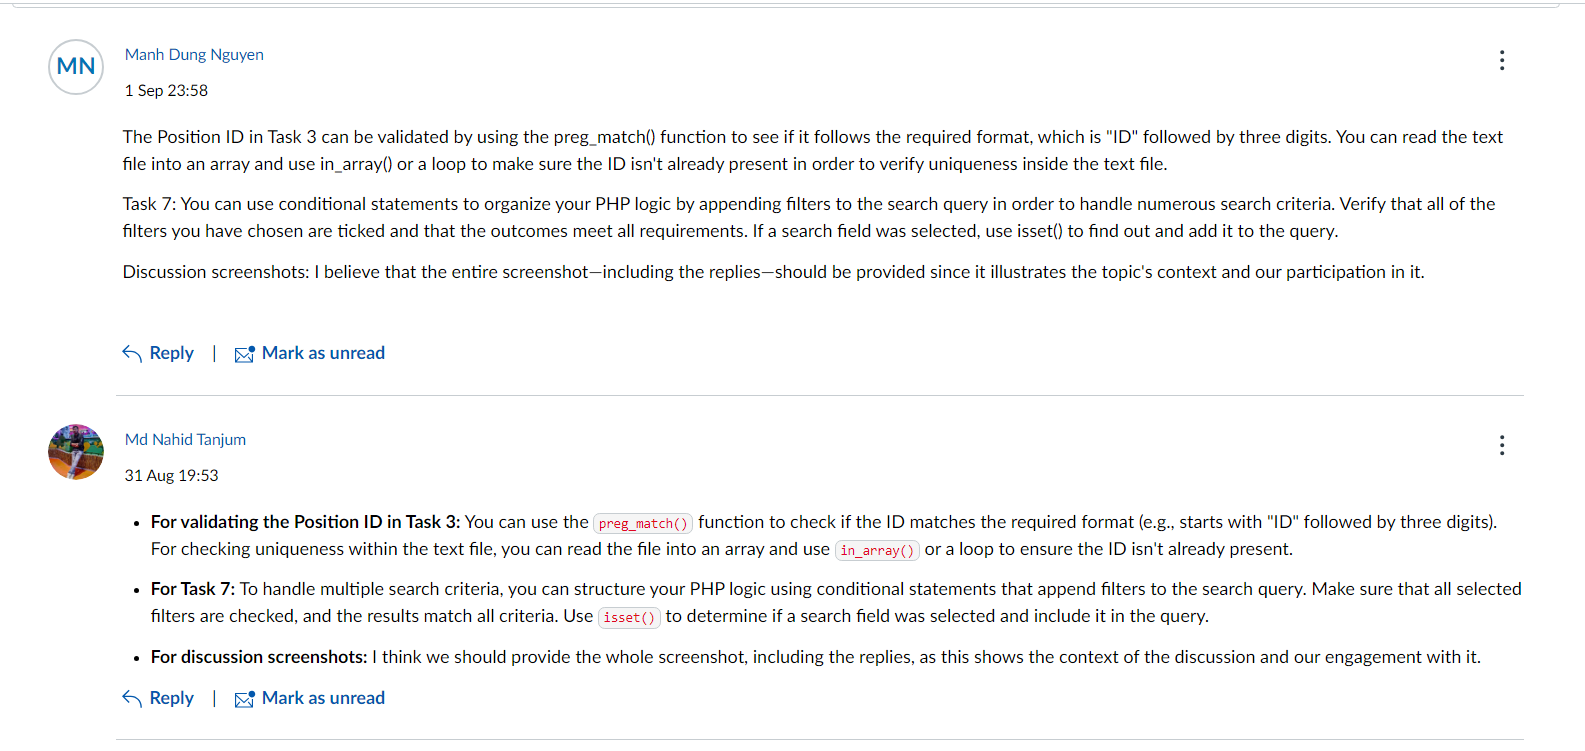 MN
Manh Dung Nguyen
1 Sep 23:58
The Position ID in Task 3 can be validated by using the preg_match() function to see if it follows the required format, which is "ID" followed by three digits. You can read the text
file into an array and use in_array() or a loop to make sure the ID isn't already present in order to verify uniqueness inside the text file.
Task 7: You can use conditional statements to organize your PHP logic by appending filters to the search query in order to handle numerous search criteria. Verify that all of the
filters you have chosen are ticked and that the outcomes meet all requirements. If a search field was selected, use isset() to find out and add it to the query.
Discussion screenshots: I believe that the entire screenshot—including the replies—should be provided since it illustrates the topic's context and our participation in it.
Reply | Mark as unread
Md Nahid Tanjum
31 Aug 19:53
• For validating the Position ID in Task 3: You can use the preg_match() function to check if the ID matches the required format (e.g., starts with "ID" followed by three digits).
For checking uniqueness within the text file, you can read the file into an array and use in_array() or a loop to ensure the ID isn't already present.
• For Task 7: To handle multiple search criteria, you can structure your PHP logic using conditional statements that append filters to the search query. Make sure that all selected
filters are checked, and the results match all criteria. Use isset() to determine if a search field was selected and include it in the query.
• For discussion screenshots: I think we should provide the whole screenshot, including the replies, as this shows the context of the discussion and our engagement with it.
Reply | Mark as unread